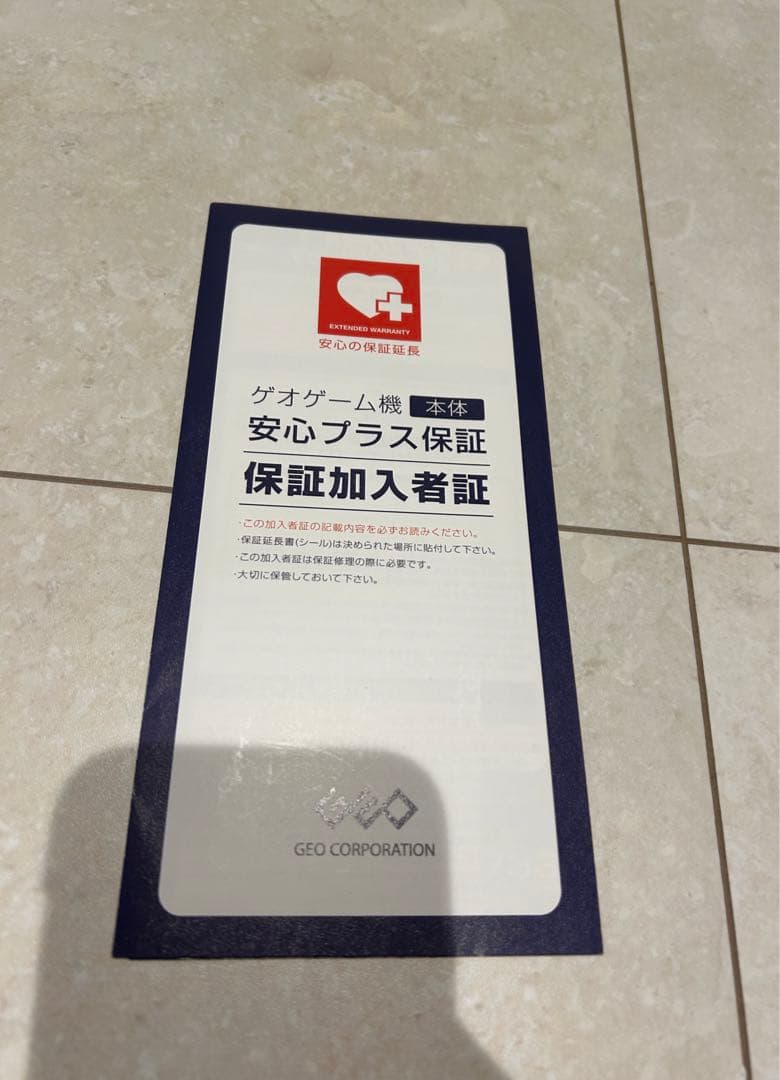 EXTENDED WARRANTY
安心の保証延長
ゲオゲーム機 本体
安心プラス保証
保証加入者証
・この加入者証の記載内容を必ずお読みください。
・保証延長書(シール)は決められた場所に貼付して下さい。
・この加入者証は保証修理の際に必要です。
・大切に保管しておいて下さい。
GEO
GEO CORPORATION